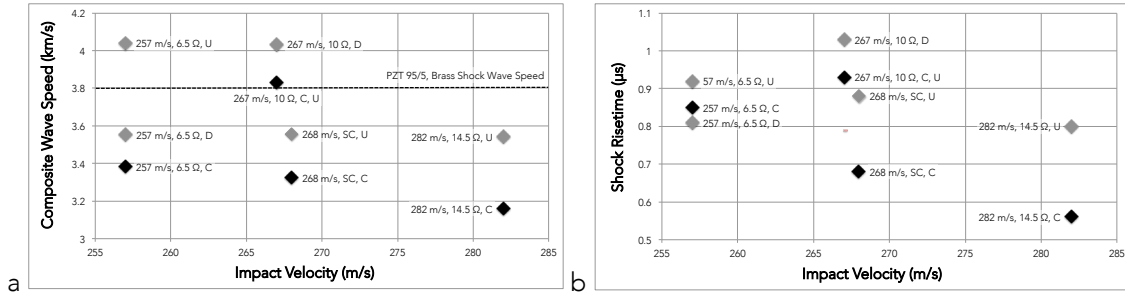 Composite Wave Speed (km/s)
4.2
4
3.8
3.6
3.4
3.2
3
257 m/s, 6.5 Ω, U
267 m/s, 10 Ω, D
PZT 95/5, Brass Shock Wave Speed
267 m/s, 10 Ω, C, U
257 m/s, 6.5 Ω, D
268 m/s, SC, U
282 m/s, 14.5 Ω, U
257 m/s, 6.5 Ω, C
268 m/s, SC, C
282 m/s, 14.5 Ω, C
255
260
265
270
275
280
285
Impact Velocity (m/s)
a
Shock Risetime (μs)
1.1
1
0.9
0.8
0.7
0.6
0.5
267 m/s, 10 Ω, D
57 m/s, 6.5 Ω, U
267 m/s, 10 Ω, C, U
268 m/s, SC, U
257 m/s, 6.5 Ω, C
257 m/s, 6.5 Ω, D
282 m/s, 14.5 Ω, U
268 m/s, SC, C
282 m/s, 14.5 Ω, C
255
260
265
270
275
280
285
Impact Velocity (m/s)
b